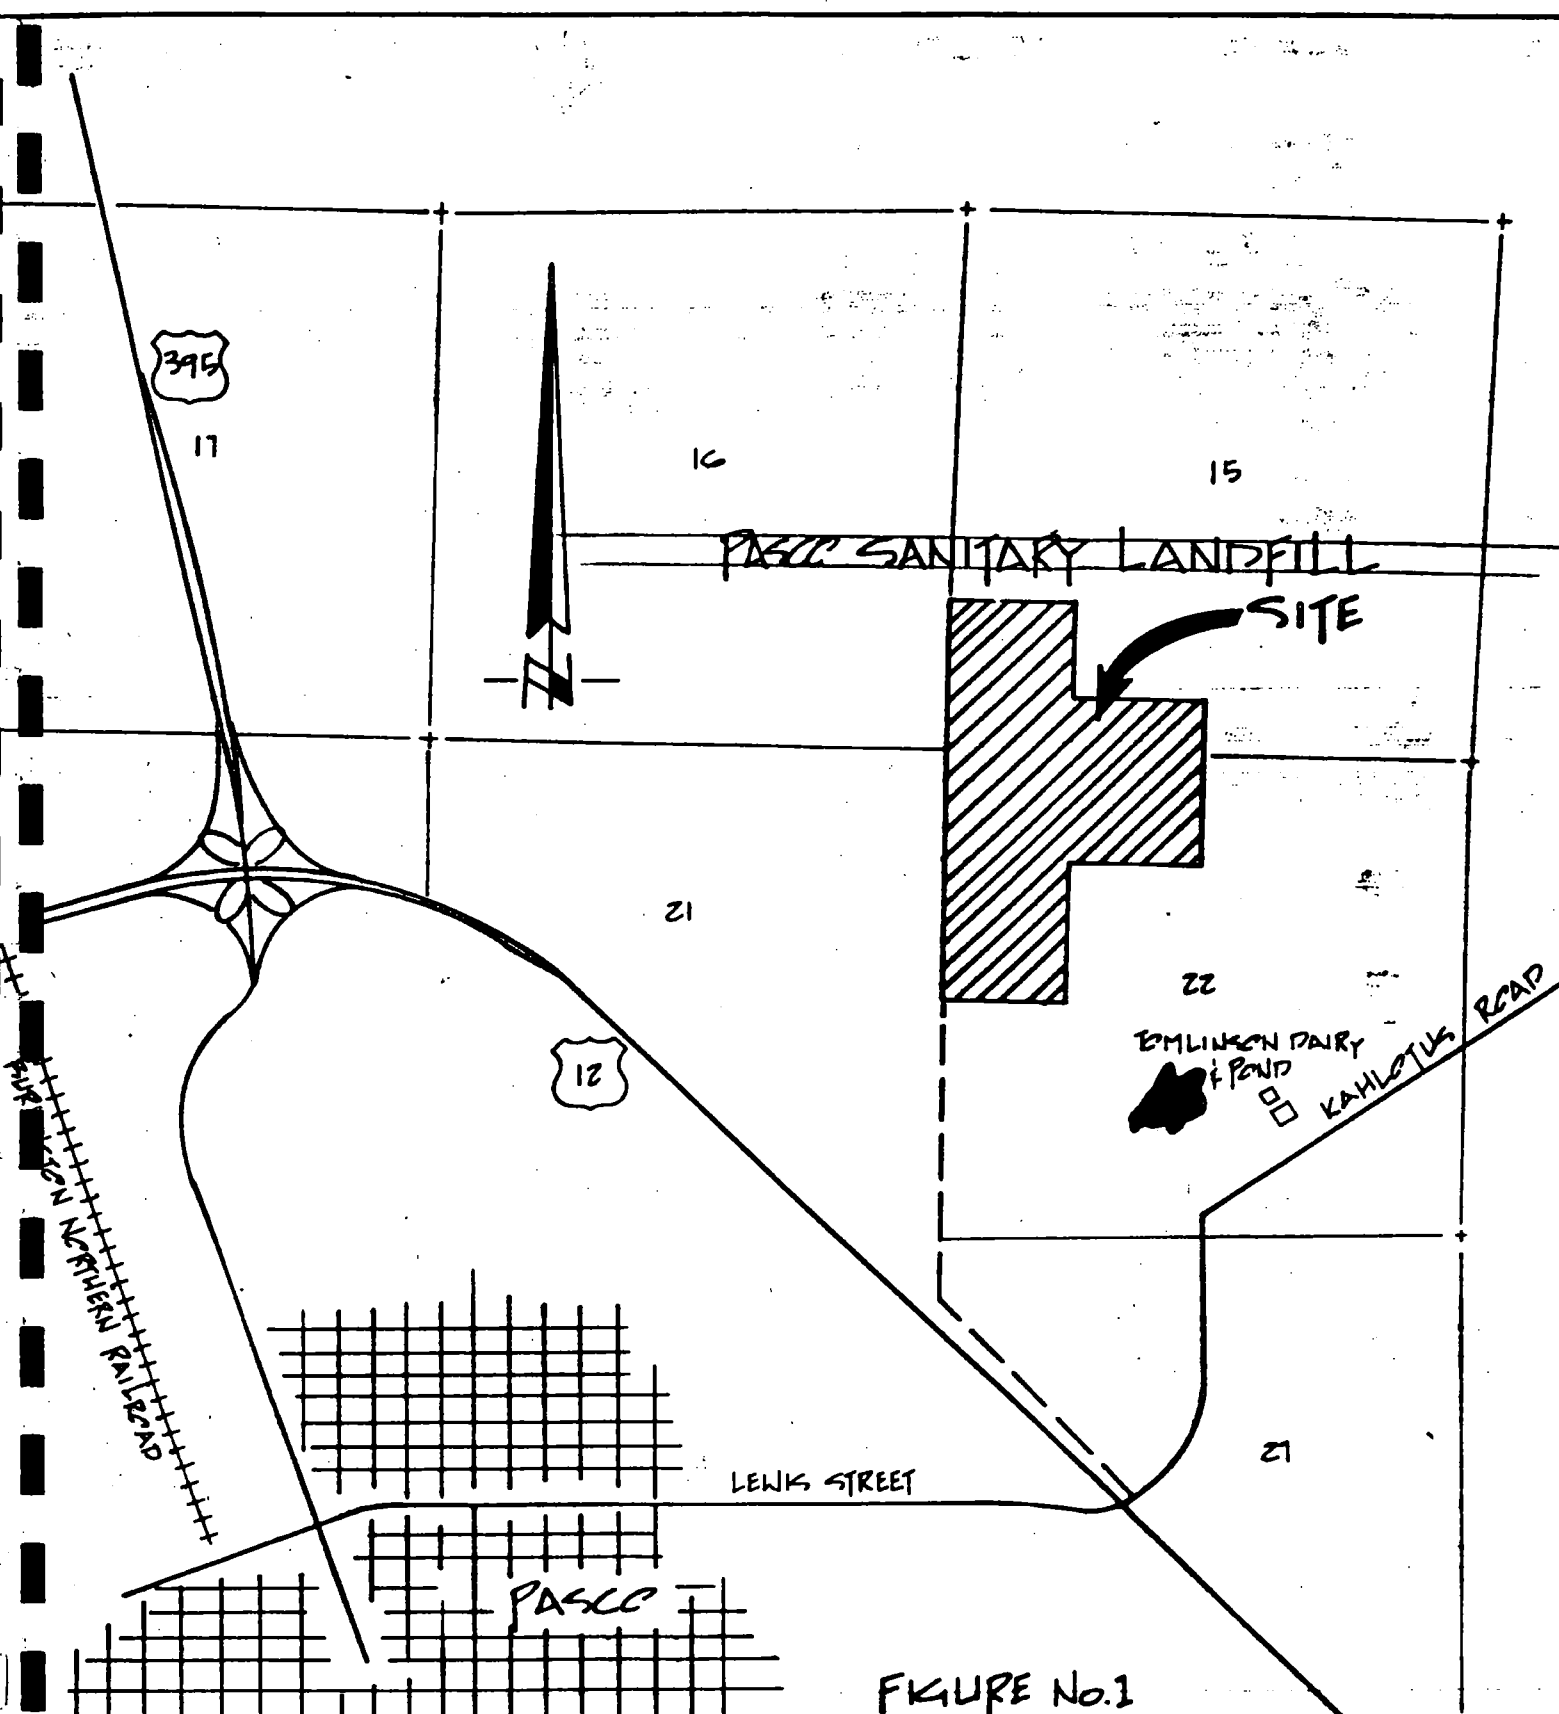 395
17
16
15
PASCO SANITARY LANDFILL
SITE
N
21
22
TOMLINSON DAIRY
& POND
KAHLOTUS ROAD
12
NORTHERN RAILROAD
27
LEWIS STREET
PASCO
FIGURE No.1